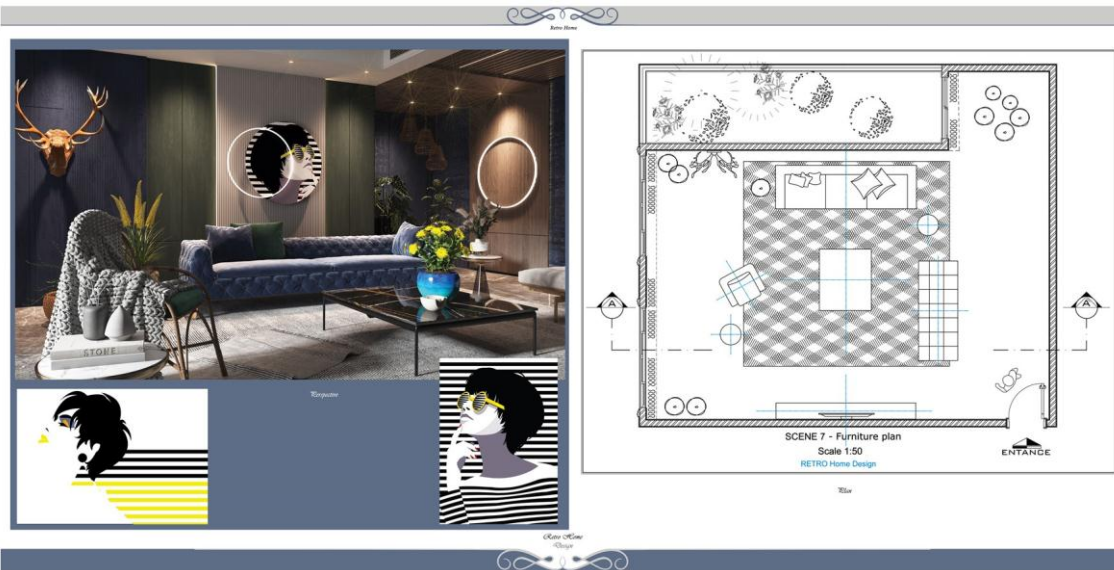 Retro Home
STONE
Perspective
A
A
SCENE 7 - Furniture plan
Scale 1:50
RETRO Home Design
ENTANCE
Plan
Retro Home
Design